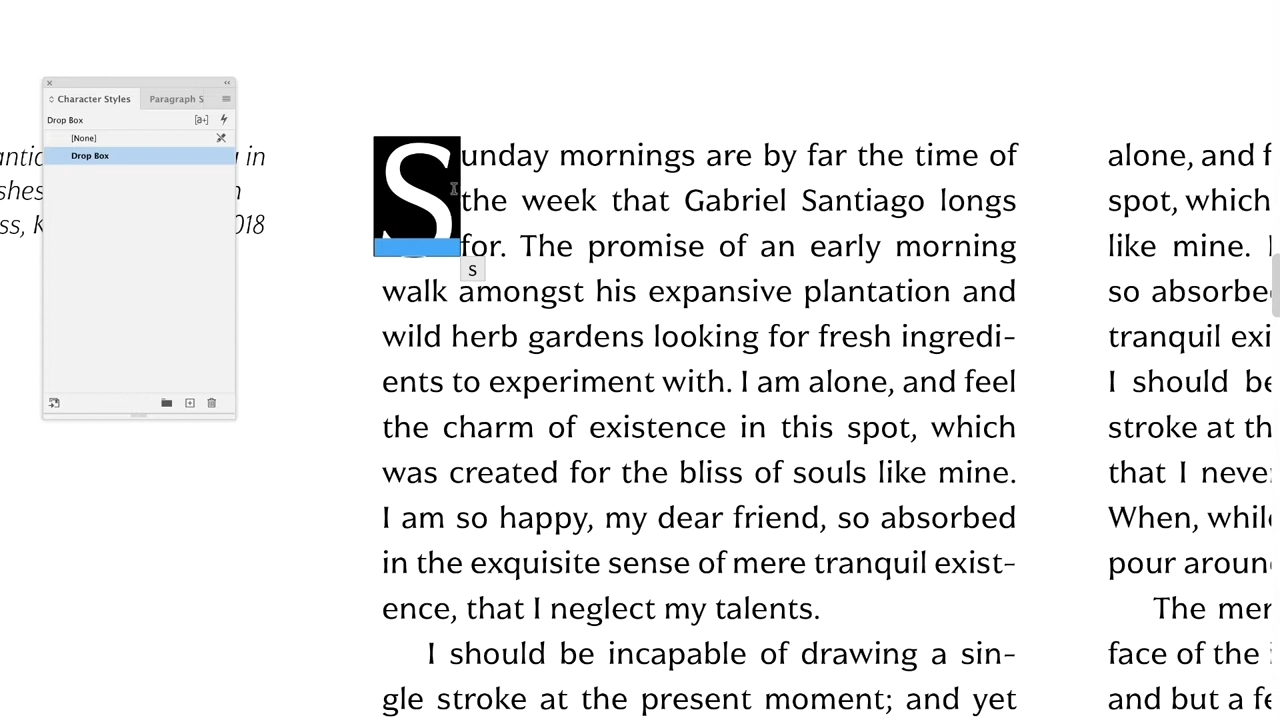 Character Styles
Paragraph S
Drop Box
[a+]
[None]
Drop Box
in
ss, K
018
Sunday mornings are by far the time of
the week that Gabriel Santiago longs
for. The promise of an early morning
S
walk amongst his expansive plantation and
wild herb gardens looking for fresh ingredi-
ents to experiment with. I am alone, and feel
the charm of existence in this spot, which
was created for the bliss of souls like mine.
I am so happy, my dear friend, so absorbed
in the exquisite sense of mere tranquil exist-
ence, that I neglect my talents.
I should be incapable of drawing a sin-
gle stroke at the present moment; and yet
alone, and f
spot, which
like mine.
so absorbe
tranquil exi
I should be
stroke at th
that I neve
When, while
pour aroun
The mer
face of the
and but a fe